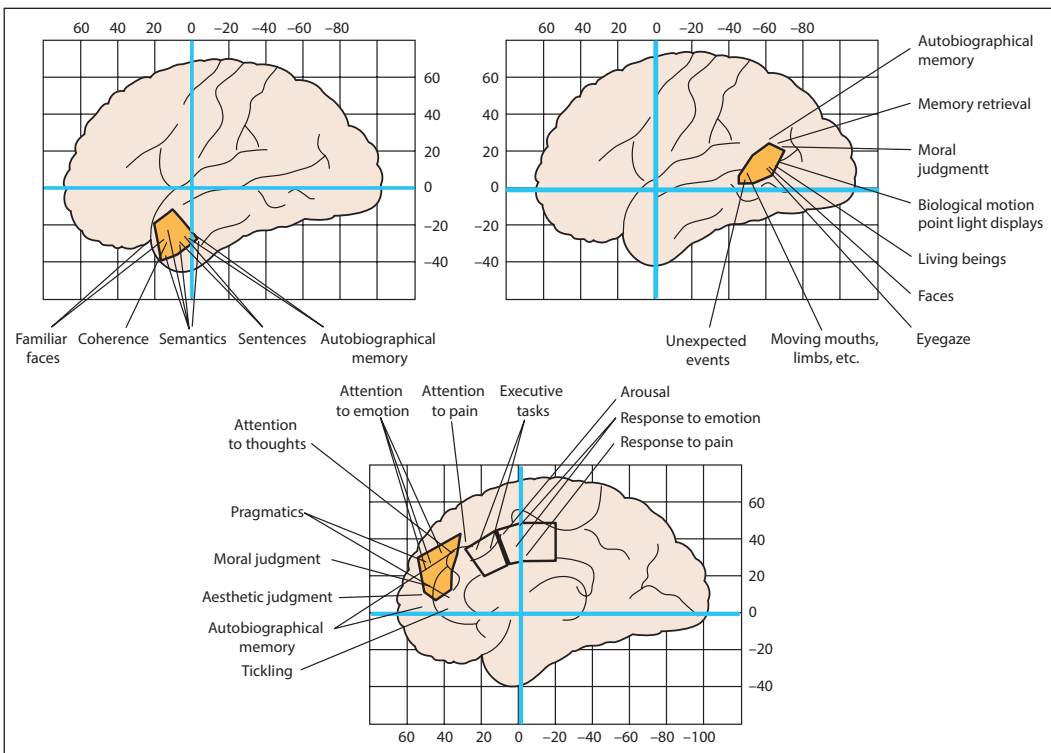 60 40 20 0 –20 –40 –60 –80
60
40
20
0
–20
–40
Familiar
faces
Coherence
Semantics
Sentences
Autobiographical
memory
60 40 20 0 –20 –40 –60 –80
60
40
20
0
–20
–40
Autobiographical
memory
Memory retrieval
Moral
judgmentt
Biological motion
point light displays
Living beings
Faces
Eyegaze
Moving mouths,
limbs, etc.
Unexpected
events
Attention
to emotion
Attention
to pain
Executive
tasks
Arousal
Response to emotion
Response to pain
Attention
to thoughts
Pragmatics
Moral judgment
Aesthetic judgment
Autobiographical
memory
Tickling
60
40
20
0
–20
–40
60 40 20 0 –20 –40 –60 –80 –100